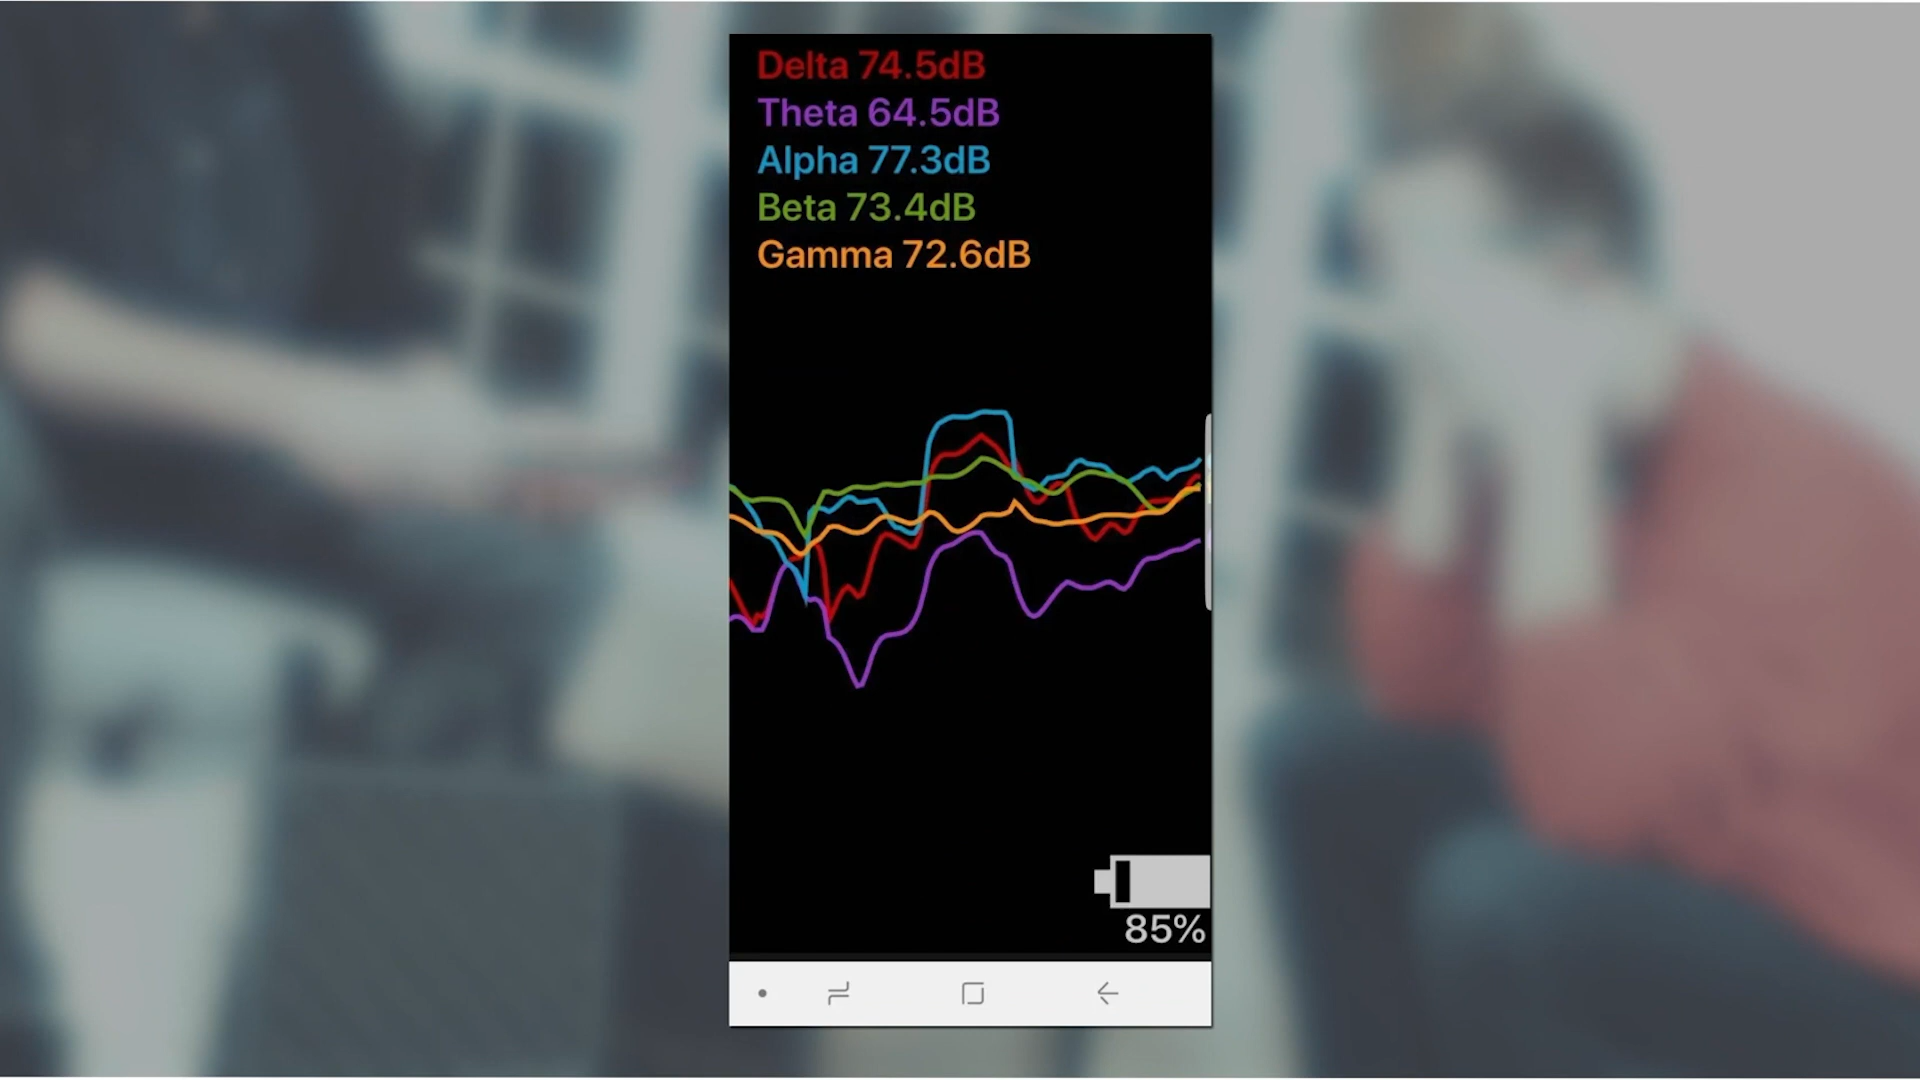 Delta 74.5dB
Theta 64.5dB
Alpha 77.3dB
Beta 73.4dB
Gamma 72.6dB
85%